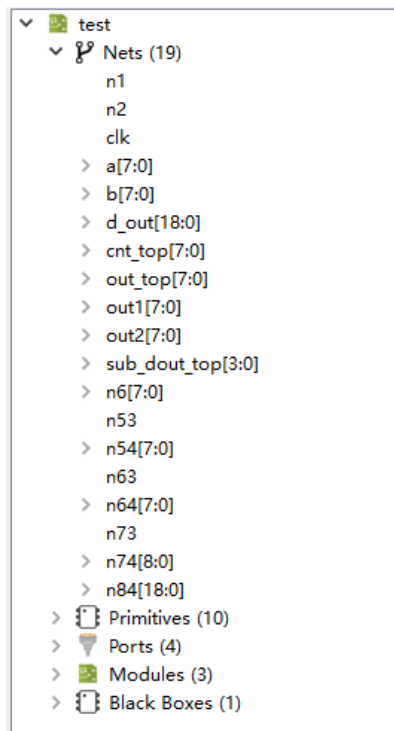 test
Nets (19)
n1
n2
clk
a[7:0]
b[7:0]
d_out[18:0]
cnt_top[7:0]
out_top[7:0]
out1[7:0]
out2[7:0]
sub_dout_top[3:0]
n6[7:0]
n53
n54[7:0]
n63
n64[7:0]
n73
n74[8:0]
n84[18:0]
Primitives (10)
Ports (4)
Modules (3)
Black Boxes (1)